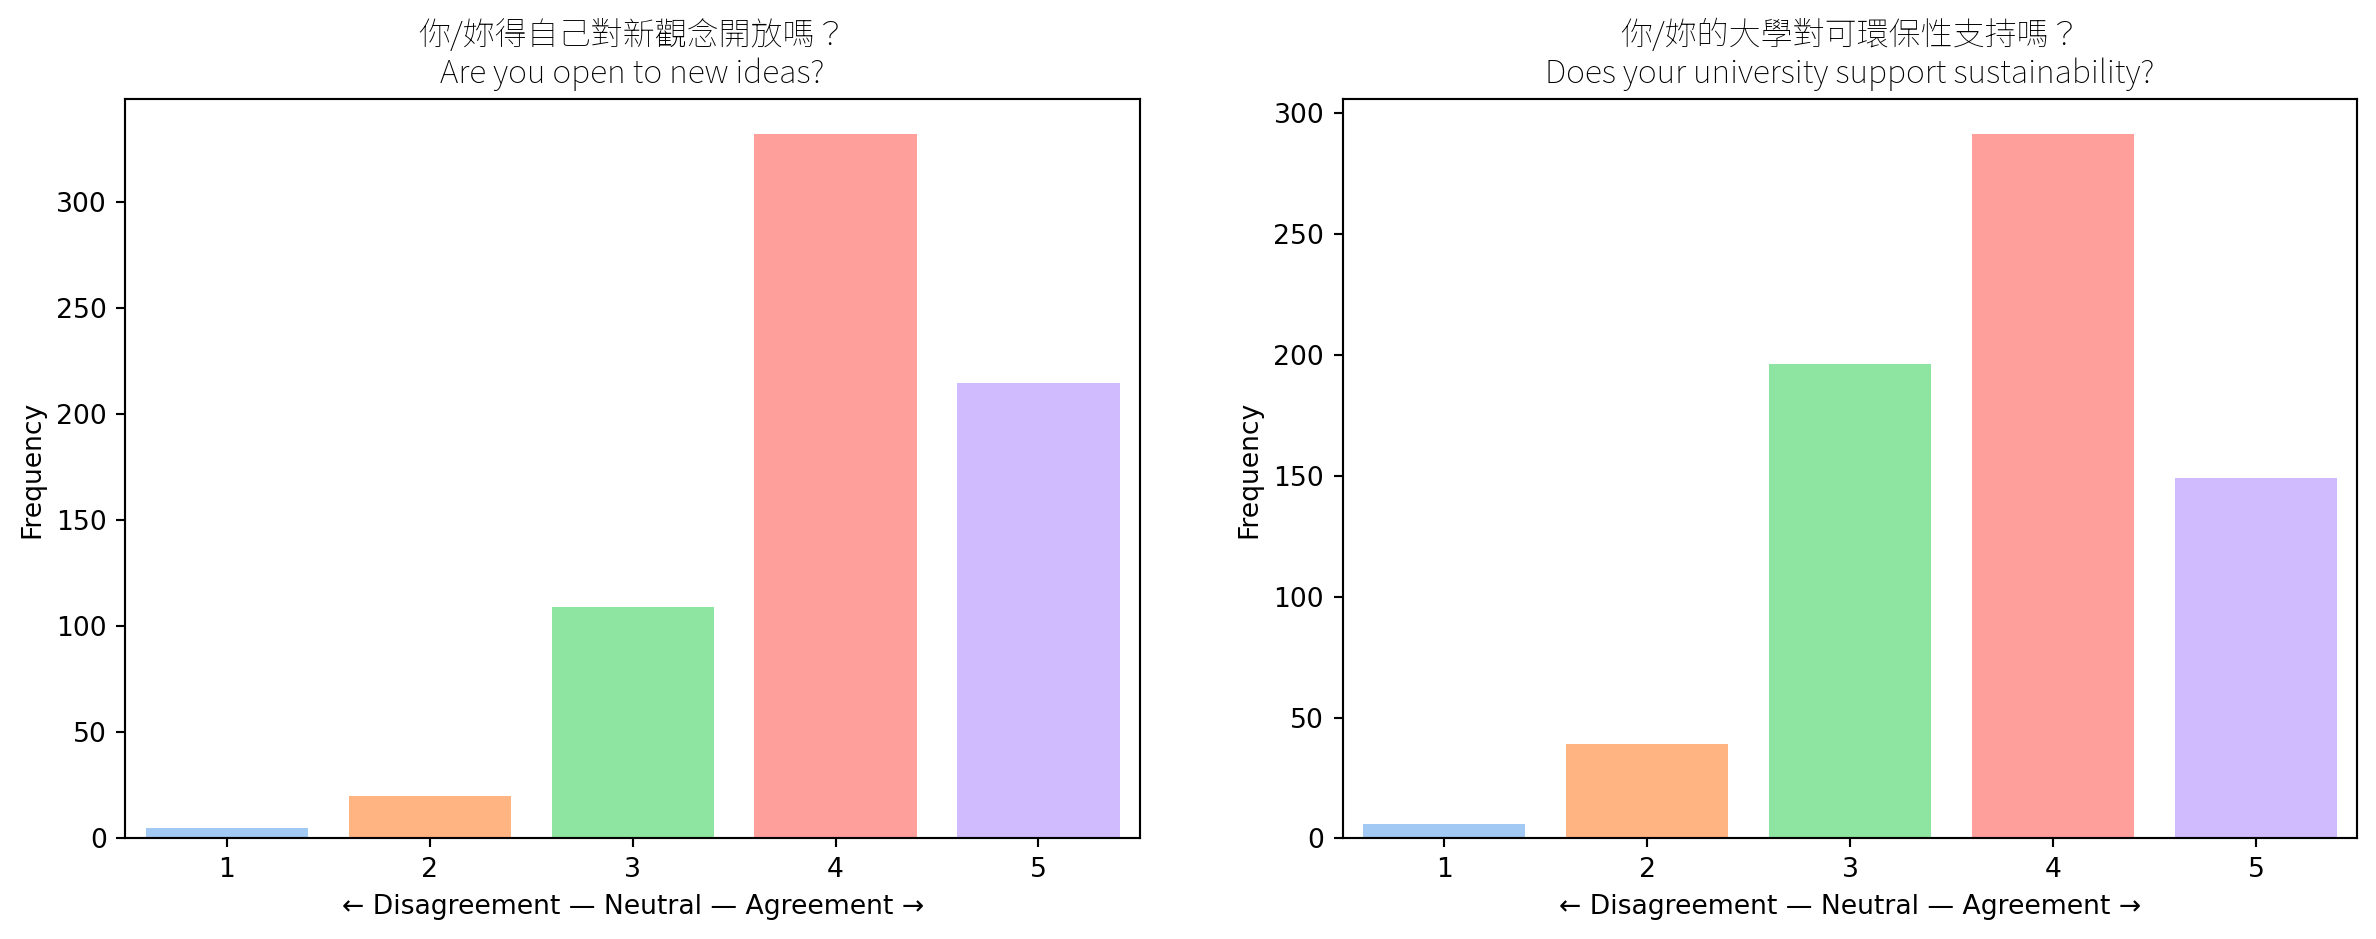 你/妳得自己對新觀念開放嗎？
Are you open to new ideas?
Frequency
300
250
200
150
100
50
0
1 2 3 4 5
← Disagreement — Neutral — Agreement →
你/妳的大學對可環保性支持嗎？
Does your university support sustainability?
Frequency
300
250
200
150
100
50
0
1 2 3 4 5
← Disagreement — Neutral — Agreement →